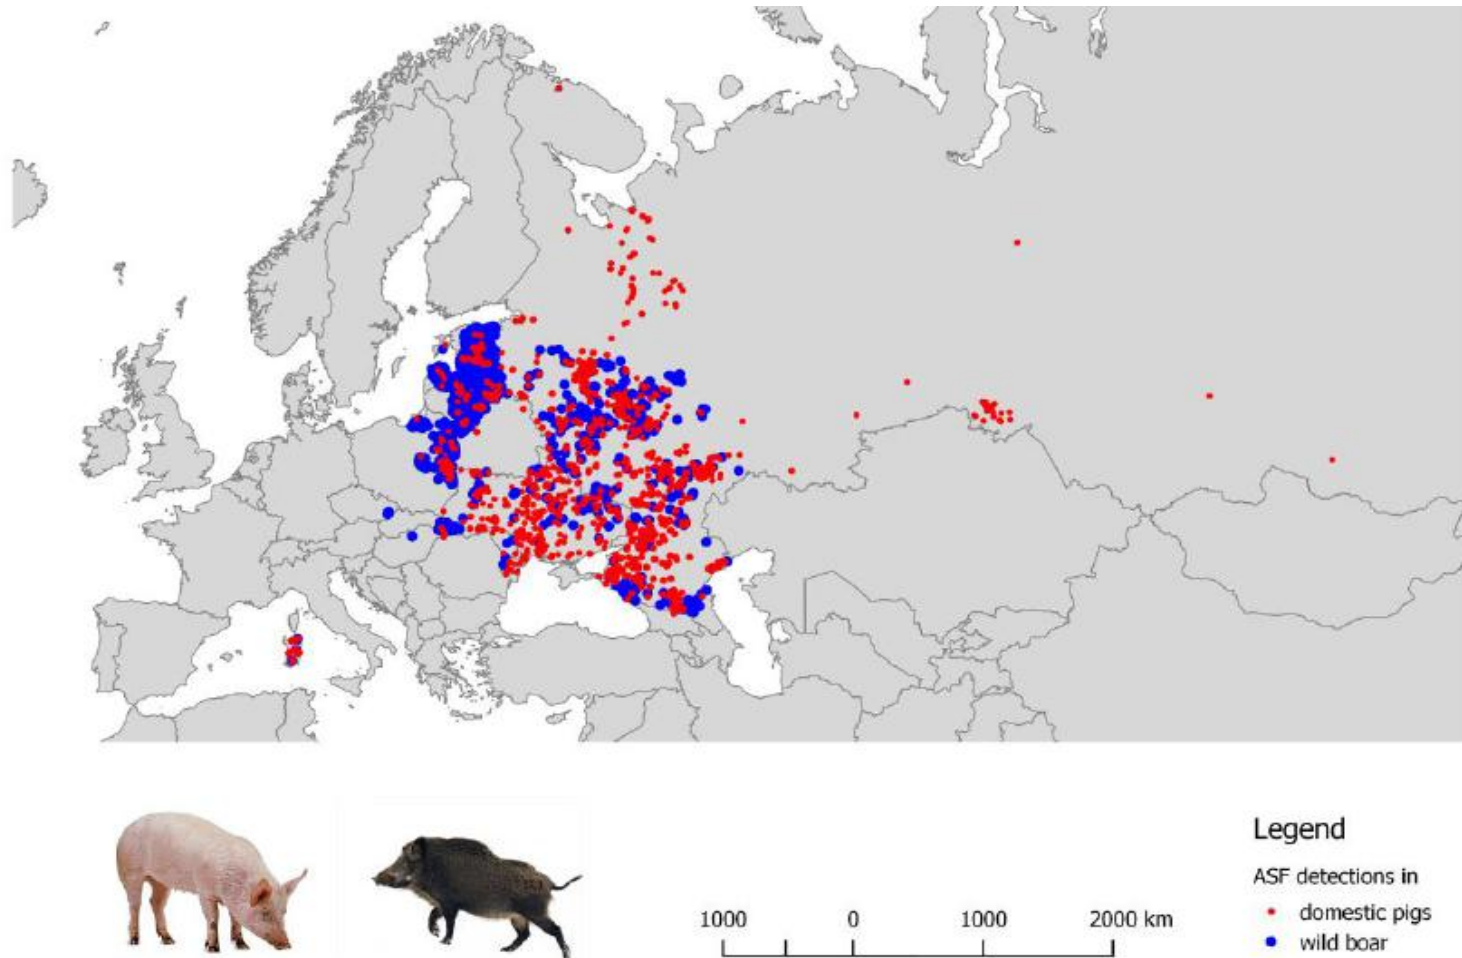 Legend
ASF detections in
domestic pigs
wild boar
1000 0 1000 2000 km